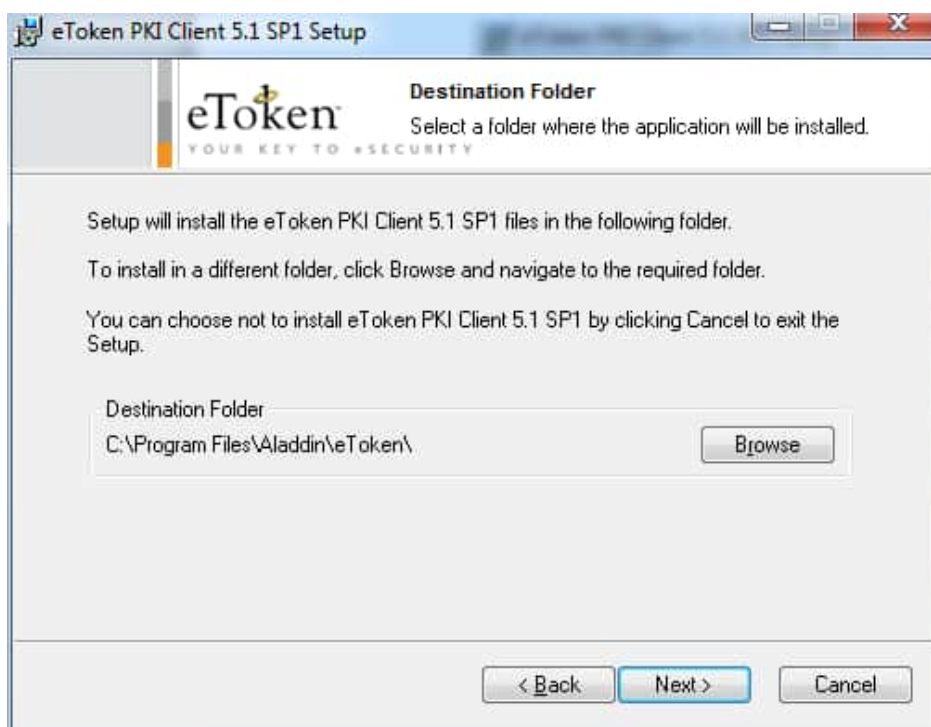 eToken PKI Client 5.1 SP1 Setup
eToken
YOUR KEY TO eSECURITY
Destination Folder
Select a folder where the application will be installed.
Setup will install the eToken PKI Client 5.1 SP1 files in the following folder.
To install in a different folder, click Browse and navigate to the required folder.
You can choose not to install eToken PKI Client 5.1 SP1 by clicking Cancel to exit the
Setup.
Destination Folder
C:\Program Files\Aladdin\eToken\
Browse
< Back
Next >
Cancel